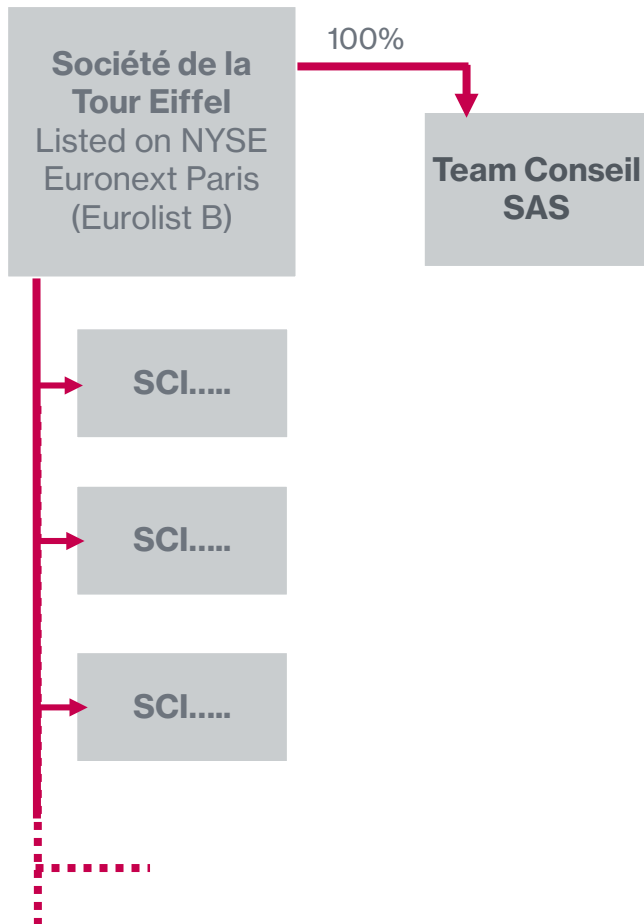 100%
Société de la
Tour Eiffel
Listed on NYSE
Euronext Paris
(Eurolist B)
Team Conseil
SAS
SCI.....
SCI.....
SCI.....